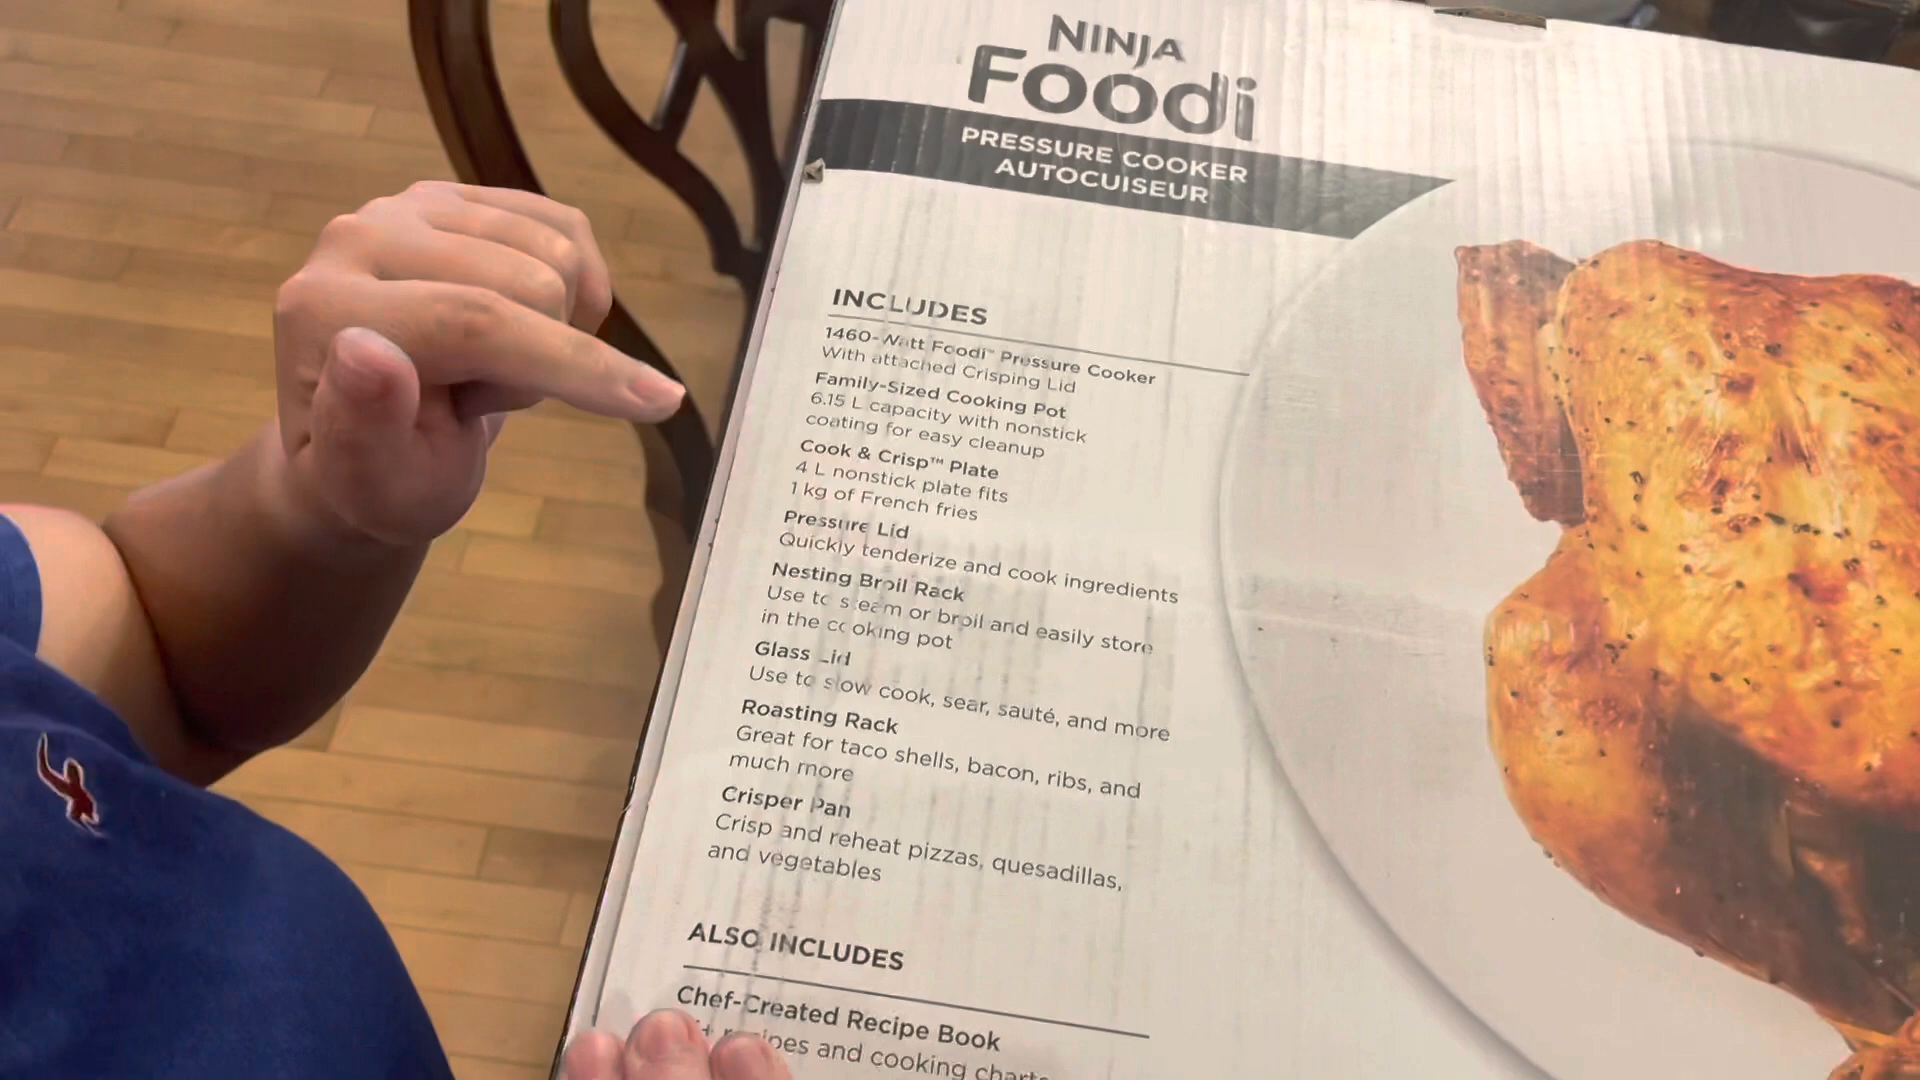 NINJA
Foodi
PRESSURE COOKER
AUTOCUISEUR
INCLUDES
1460-Watt Foodi™ Pressure Cooker
With attached Crisping Lid
Family-Sized Cooking Pot
6.15 L capacity with nonstick
coating for easy cleanup
Cook & Crisp™ Plate
4 L nonstick plate fits
1 kg of French fries
Pressure Lid
Quickly tenderize and cook ingredients
Nesting Broil Rack
Use to steam or broil and easily store
in the cooking pot
Glass Lid
Use to slow cook, sear, sauté, and more
Roasting Rack
Great for taco shells, bacon, ribs, and
much more
Crisper Pan
Crisp and reheat pizzas, quesadillas,
and vegetables
ALSO INCLUDES
Chef-Created Recipe Book
recipes and cooking charts